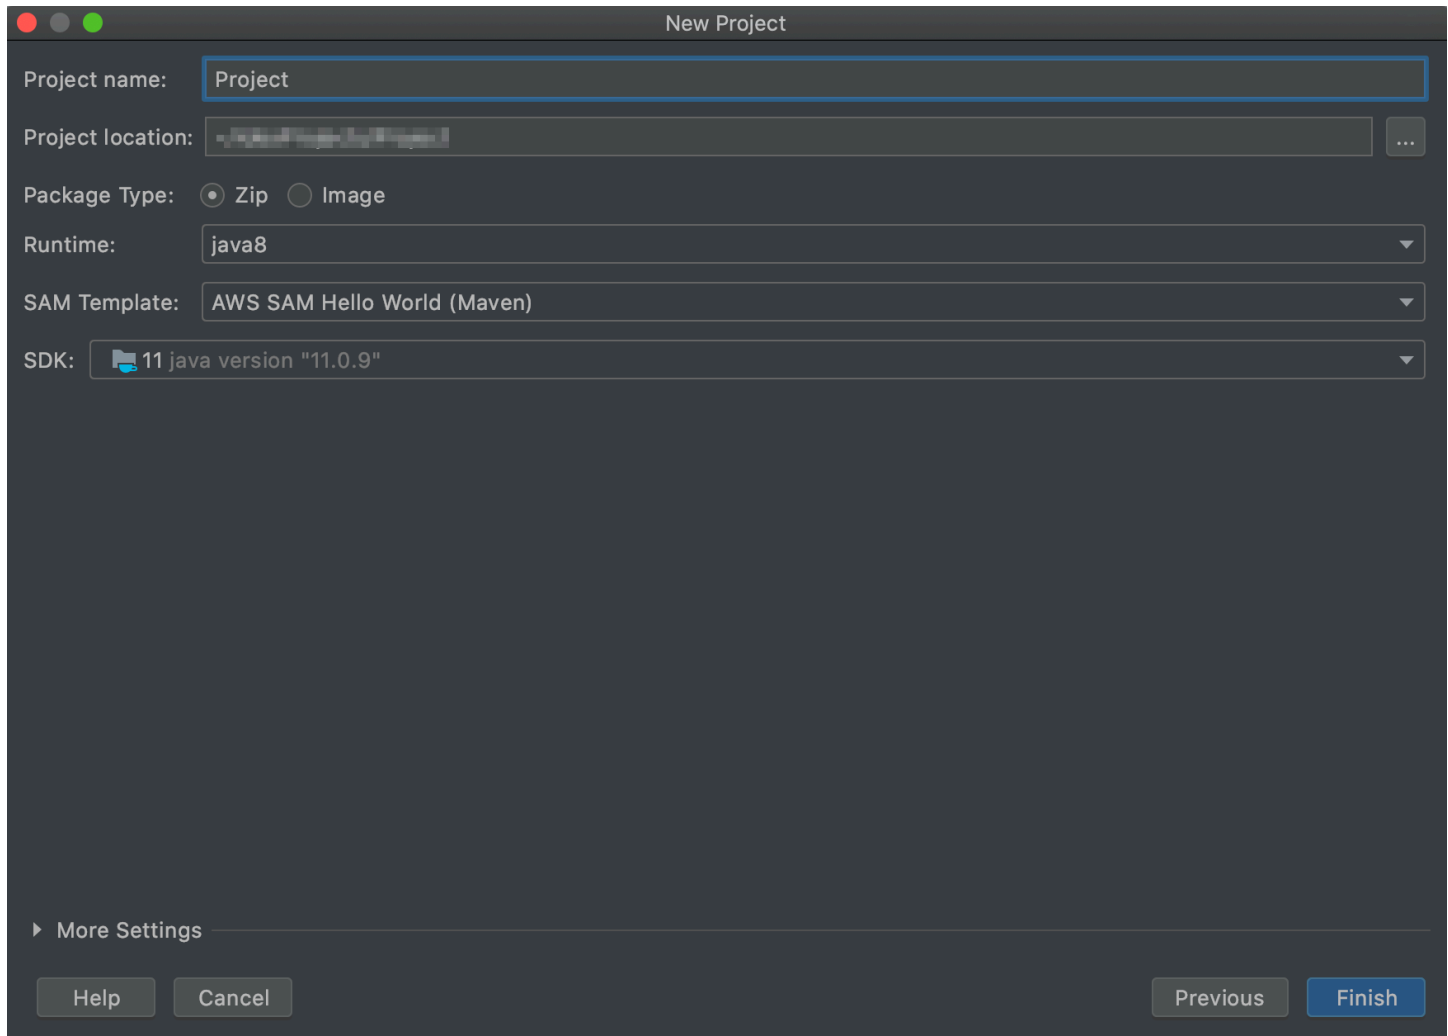 New Project
Project name: Project
Project location: ...
Package Type: Zip Image
Runtime: java8
SAM Template: AWS SAM Hello World (Maven)
SDK: 11 java version "11.0.9"
More Settings
Help Cancel Previous Finish